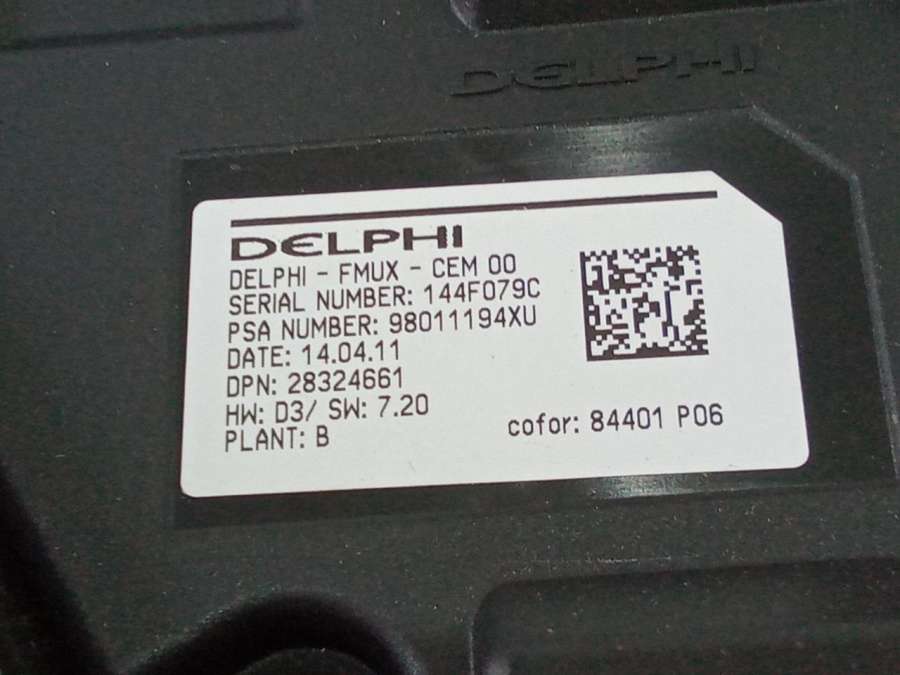 DELPHI
DELPHI
DELPHI - FMUX - CEM 00
SERIAL NUMBER: 144F079C
PSA NUMBER: 98011194XU
DATE: 14.04.11
DPN: 28324661
HW: D3/ SW: 7.20
PLANT: B
cofor: 84401 P06